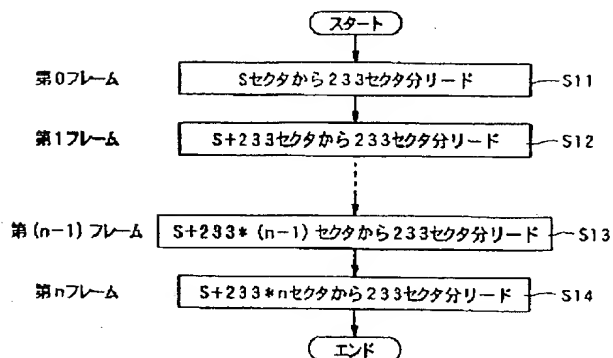 スタート
第0フレーム Sセクタから233セクタ分リード S11
第1フレーム S+233セクタから233セクタ分リード S12
第(n-1)フレーム S+233*(n-1)セクタから233セクタ分リード S13
第nフレーム S+233*nセクタから233セクタ分リード S14
エンド